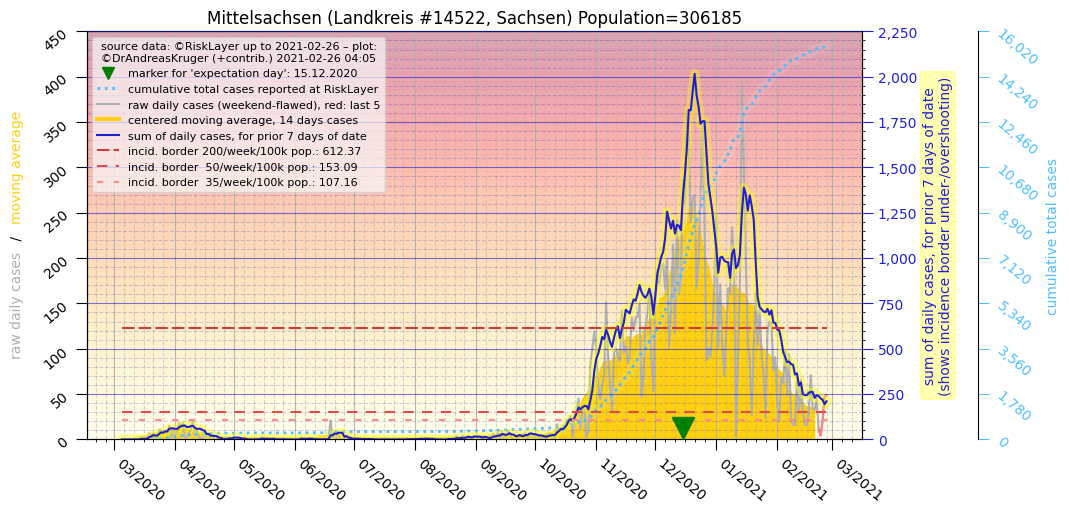 Mittelsachsen (Landkreis #14522, Sachsen) Population=306185
source data: ©RiskLayer up to 2021-02-26 – plot:
©DrAndreasKruger (+contrib.) 2021-02-26 04:05
marker for 'expectation day': 15.12.2020
cumulative total cases reported at RiskLayer
raw daily cases (weekend-flawed), red: last 5
centered moving average, 14 days cases
sum of daily cases, for prior 7 days of date
incid. border 200/week/100k pop.: 612.37
incid. border  50/week/100k pop.: 153.09
incid. border  35/week/100k pop.: 107.16
raw daily cases / moving average
450
400
350
300
250
200
150
100
50
0
03/2020
04/2020
05/2020
06/2020
07/2020
08/2020
09/2020
10/2020
11/2020
12/2020
01/2021
02/2021
03/2021
2,250
2,000
1,750
1,500
1,250
1,000
750
500
250
0
sum of daily cases, for prior 7 days of date
(shows incidence border under-/overshooting)
16,020
14,240
12,460
10,680
8,900
7,120
5,340
3,560
1,780
0
cumulative total cases